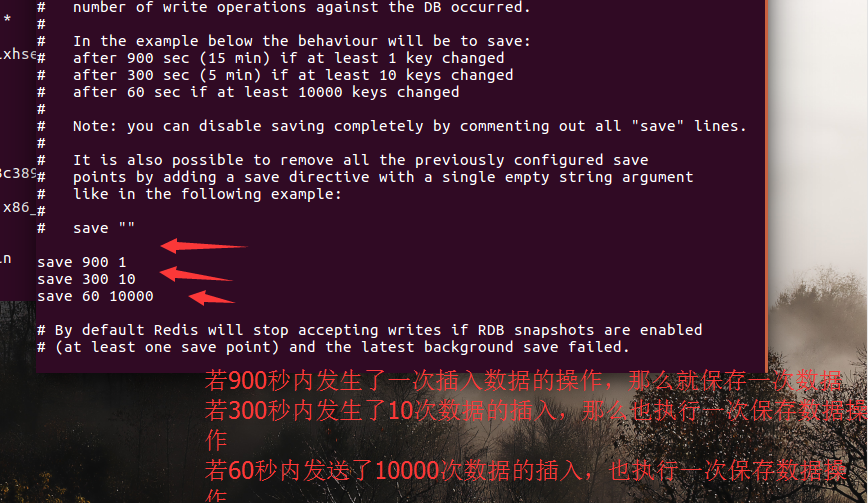 # number of write operations against the DB occurred.
*
#
# In the example below the behaviour will be to save:
# after 900 sec (15 min) if at least 1 key changed
# after 300 sec (5 min) if at least 10 keys changed
# after 60 sec if at least 10000 keys changed
#
# Note: you can disable saving completely by commenting out all "save" lines.
#
# It is also possible to remove all the previously configured save
# points by adding a save directive with a single empty string argument
# like in the following example:
#
# save ""
save 900 1
save 300 10
save 60 10000
# By default Redis will stop accepting writes if RDB snapshots are enabled
# (at least one save point) and the latest background save failed.
若900秒内发生了一次插入数据的操作，那么就保存一次数据
若300秒内发生了10次数据的插入，那么也执行一次保存数据操
作
若60秒内发送了10000次数据的插入，也执行一次保存数据操
作